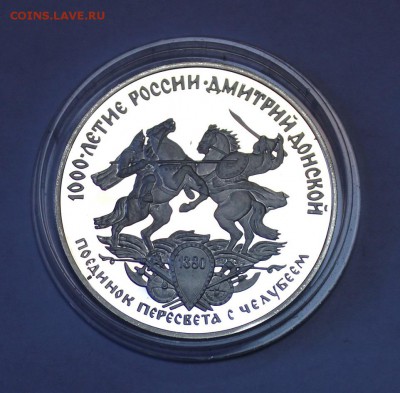 COINS.LAVE.RU
1000-ЛЕТИЕ РОССИИ·ДМИТРИЙ ДОНСКОЙ
1380
ПОЕДИНОК ПЕРЕСВЕТА С ЧЕЛУБЕЕМ